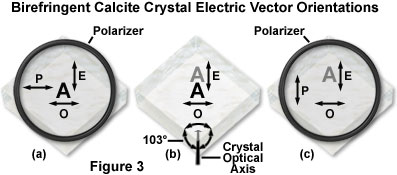 Birefringent Calcite Crystal Electric Vector Orientations
Polarizer
Polarizer
P
E
A
O
A
E
A
O
A
E
P
O
103°
Crystal
Optical
Axis
(a)
(b)
(c)
Figure 3